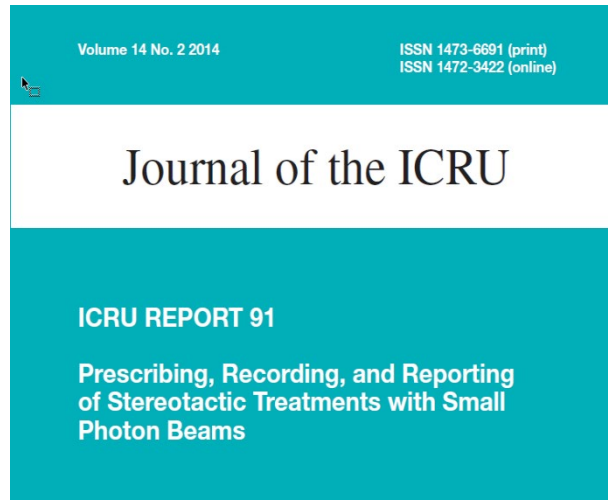 Volume 14 No. 2 2014
ISSN 1473-6691 (print)
ISSN 1472-3422 (online)
Journal of the ICRU
ICRU REPORT 91
Prescribing, Recording, and Reporting
of Stereotactic Treatments with Small
Photon Beams